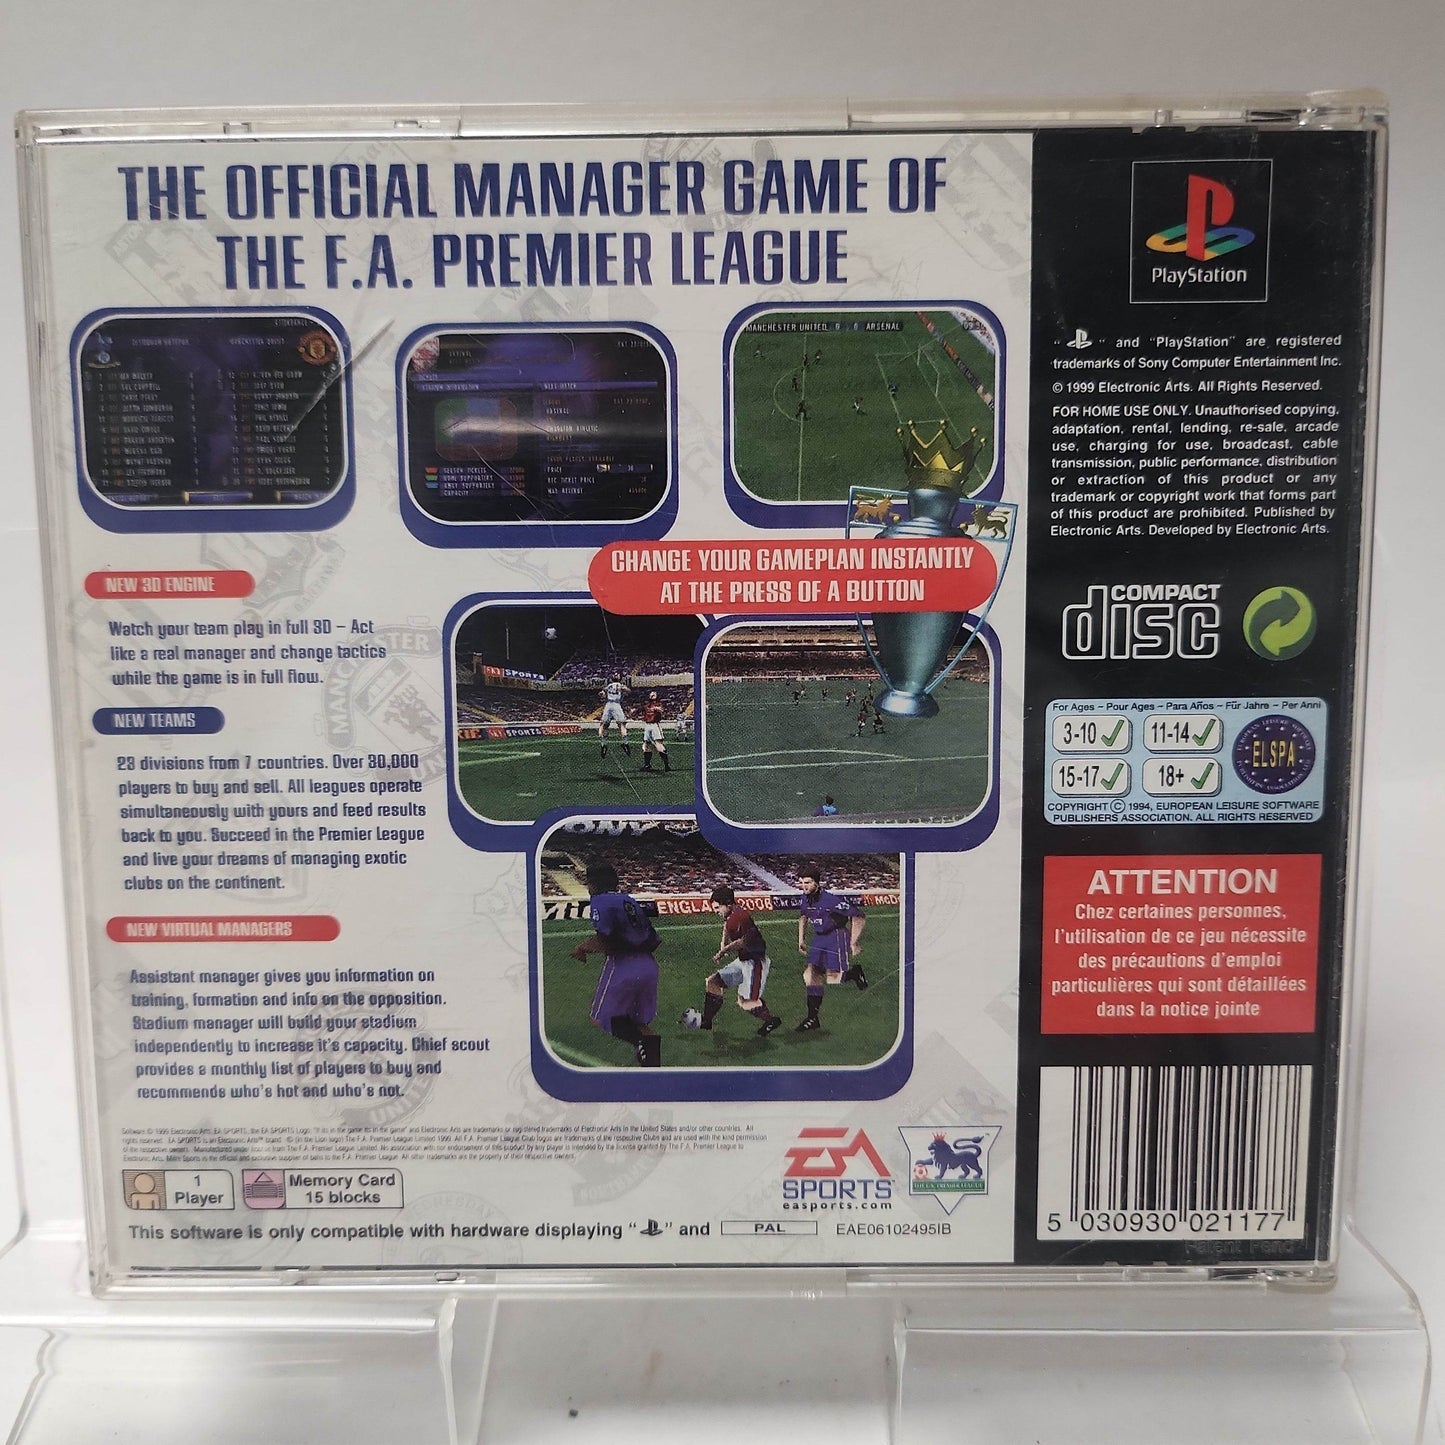 THE OFFICIAL MANAGER GAME OF
THE F.A. PREMIER LEAGUE
MANCHESTER UNITED 0 0 ARSENAL
CHANGE YOUR GAMEPLAN INSTANTLY
AT THE PRESS OF A BUTTON
NEW 3D ENGINE
Watch your team play in full 3D – Act
like a real manager and change tactics
while the game is in full flow.
NEW TEAMS
23 divisions from 7 countries. Over 30,000
players to buy and sell. All leagues operate
simultaneously with yours and feed results
back to you. Succeed in the Premier League
and live your dreams of managing exotic
clubs on the continent.
NEW VIRTUAL MANAGERS
Assistant manager gives you information on
training, formation and info on the opposition.
Stadium manager will build your stadium
independently to increase it's capacity. Chief scout
provides a monthly list of players to buy and
recommends who's hot and who's not.
SKY SPORTS
SKY SPORTS
1
Player
Memory Card
15 blocks
EA
SPORTS™
easports.com
This software is only compatible with hardware displaying " " and PAL EAE06102495IB
PlayStation
" " and "PlayStation" are registered
trademarks of Sony Computer Entertainment Inc.
© 1999 Electronic Arts. All Rights Reserved.
FOR HOME USE ONLY. Unauthorised copying,
adaptation, rental, lending, re-sale, arcade
use, charging for use, broadcast, cable
transmission, public performance, distribution
or extraction of this product or any
trademark or copyright work that forms part
of this product are prohibited. Published by
Electronic Arts. Developed by Electronic Arts.
COMPACT
disc
For Ages – Pour Ages – Para Años – Für Jahre – Per Anni
3-10 11-14
15-17 18+
ELSPA
COPYRIGHT © 1994, EUROPEAN LEISURE SOFTWARE
PUBLISHERS ASSOCIATION. ALL RIGHTS RESERVED
ATTENTION
Chez certaines personnes,
l'utilisation de ce jeu nécessite
des précautions d'emploi
particulières qui sont détaillées
dans la notice jointe
5 030930 021177